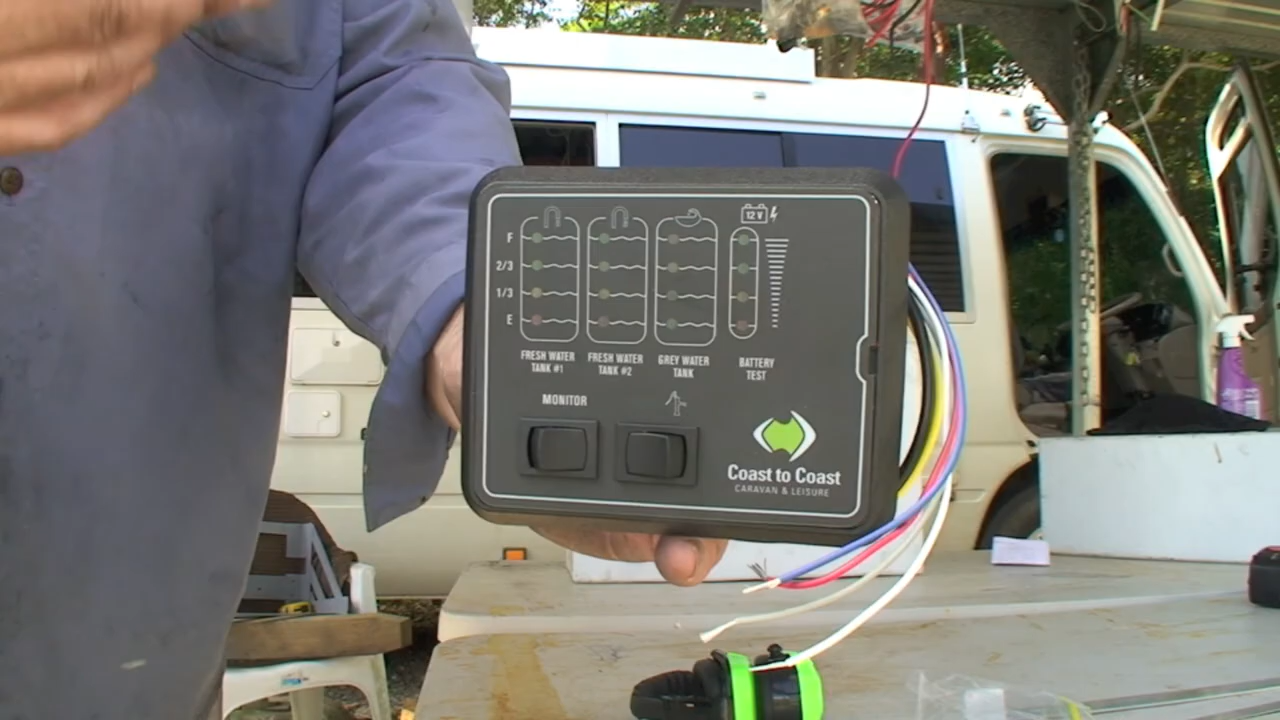 12 V
F
2/3
1/3
E
FRESH WATER
TANK #1
FRESH WATER
TANK #2
GREY WATER
TANK
BATTERY
TEST
MONITOR
Coast to Coast
CARAVAN & LEISURE